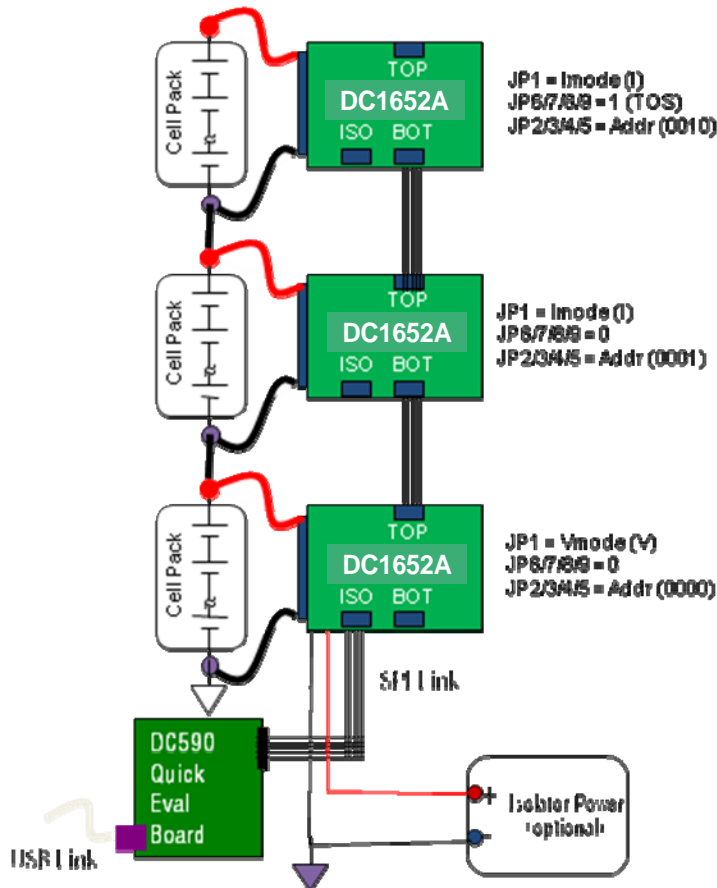 Cell Pack
TOP
DC1652A
ISO BOT
JP1 = Imode (I)
JP6/7/8/9 = 1 (TOS)
JP2/3/4/5 = Addr (0010)
Cell Pack
TOP
DC1652A
ISO BOT
JP1 = Imode (I)
JP6/7/8/9 = 0
JP2/3/4/5 = Addr (0001)
Cell Pack
TOP
DC1652A
ISO BOT
JP1 = Vmode (V)
JP6/7/8/9 = 0
JP2/3/4/5 = Addr (0000)
SPI Link
DC590
Quick
Eval
Board
USB Link
+
Isolator Power
-
(optional)